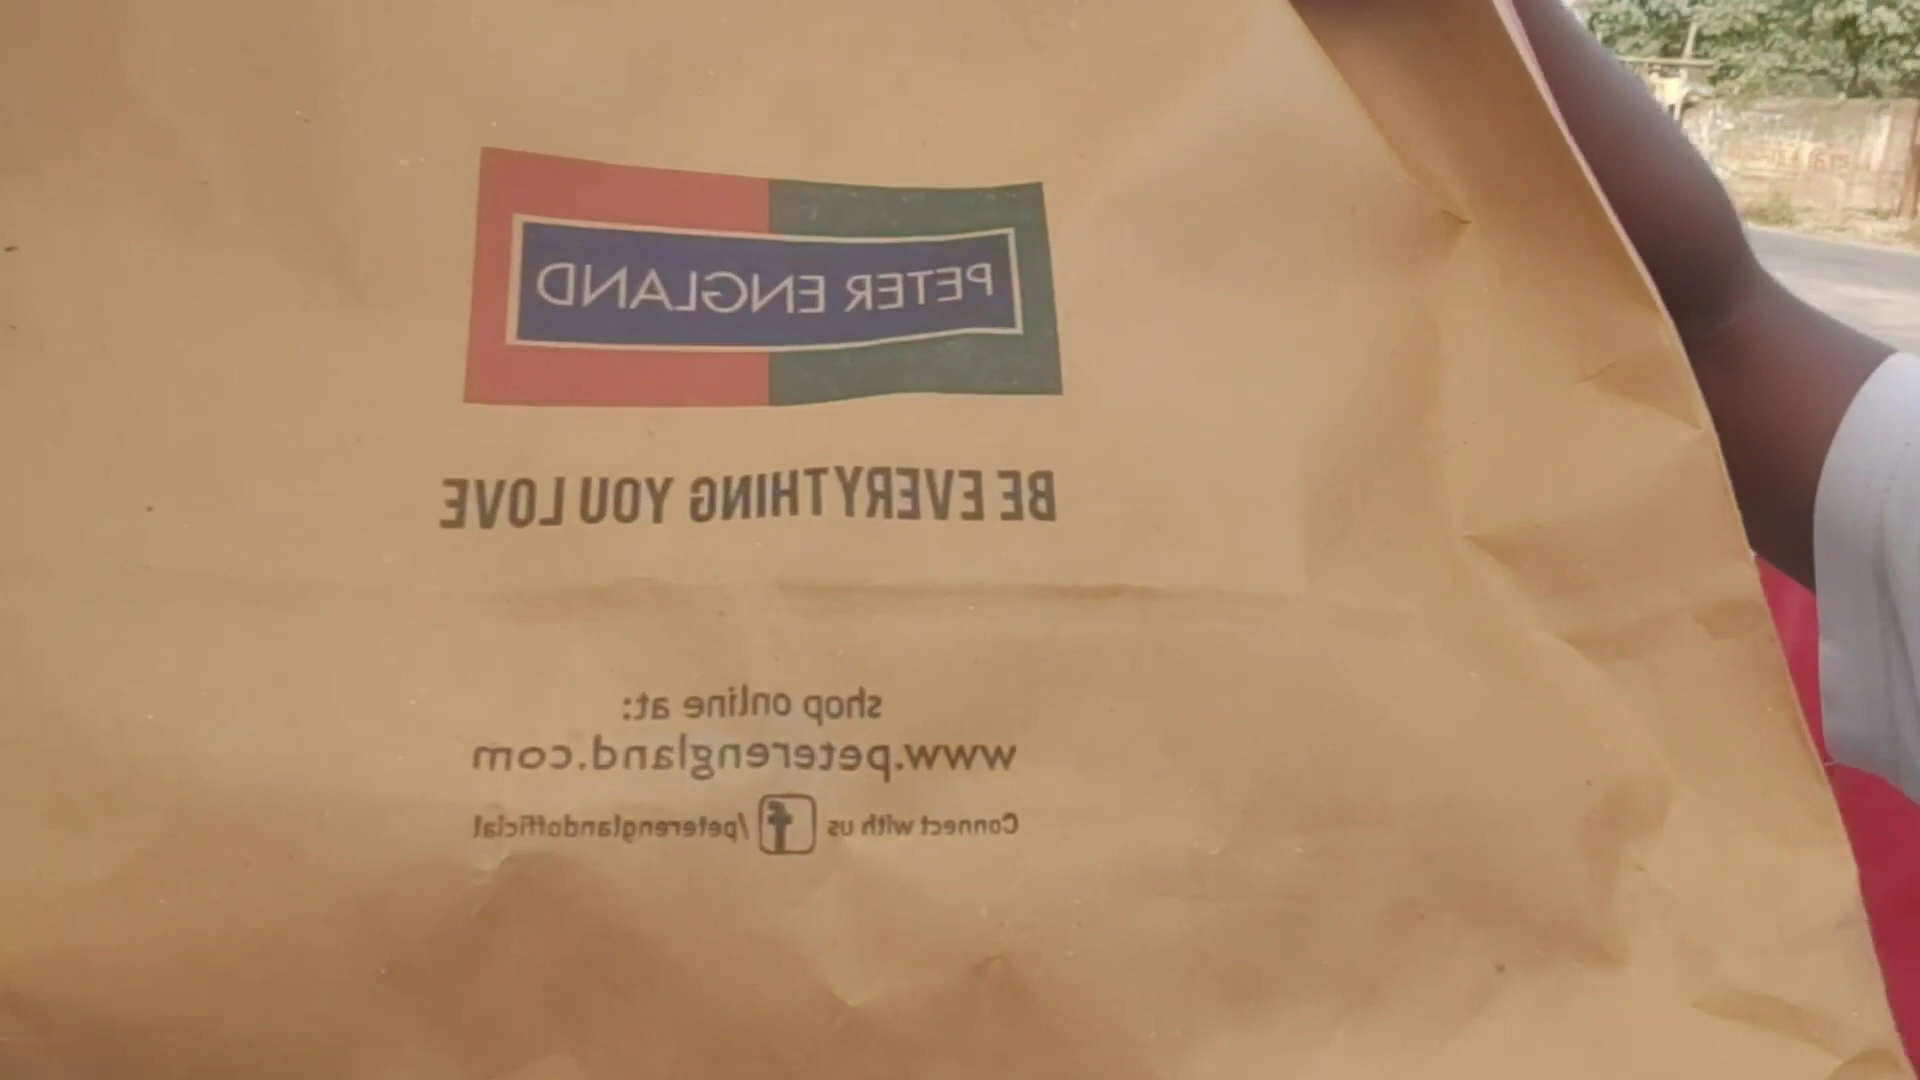 PETER ENGLAND
BE EVERYTHING YOU LOVE
shop online at:
www.peterengland.com
Connect with us f /peterenglandofficial